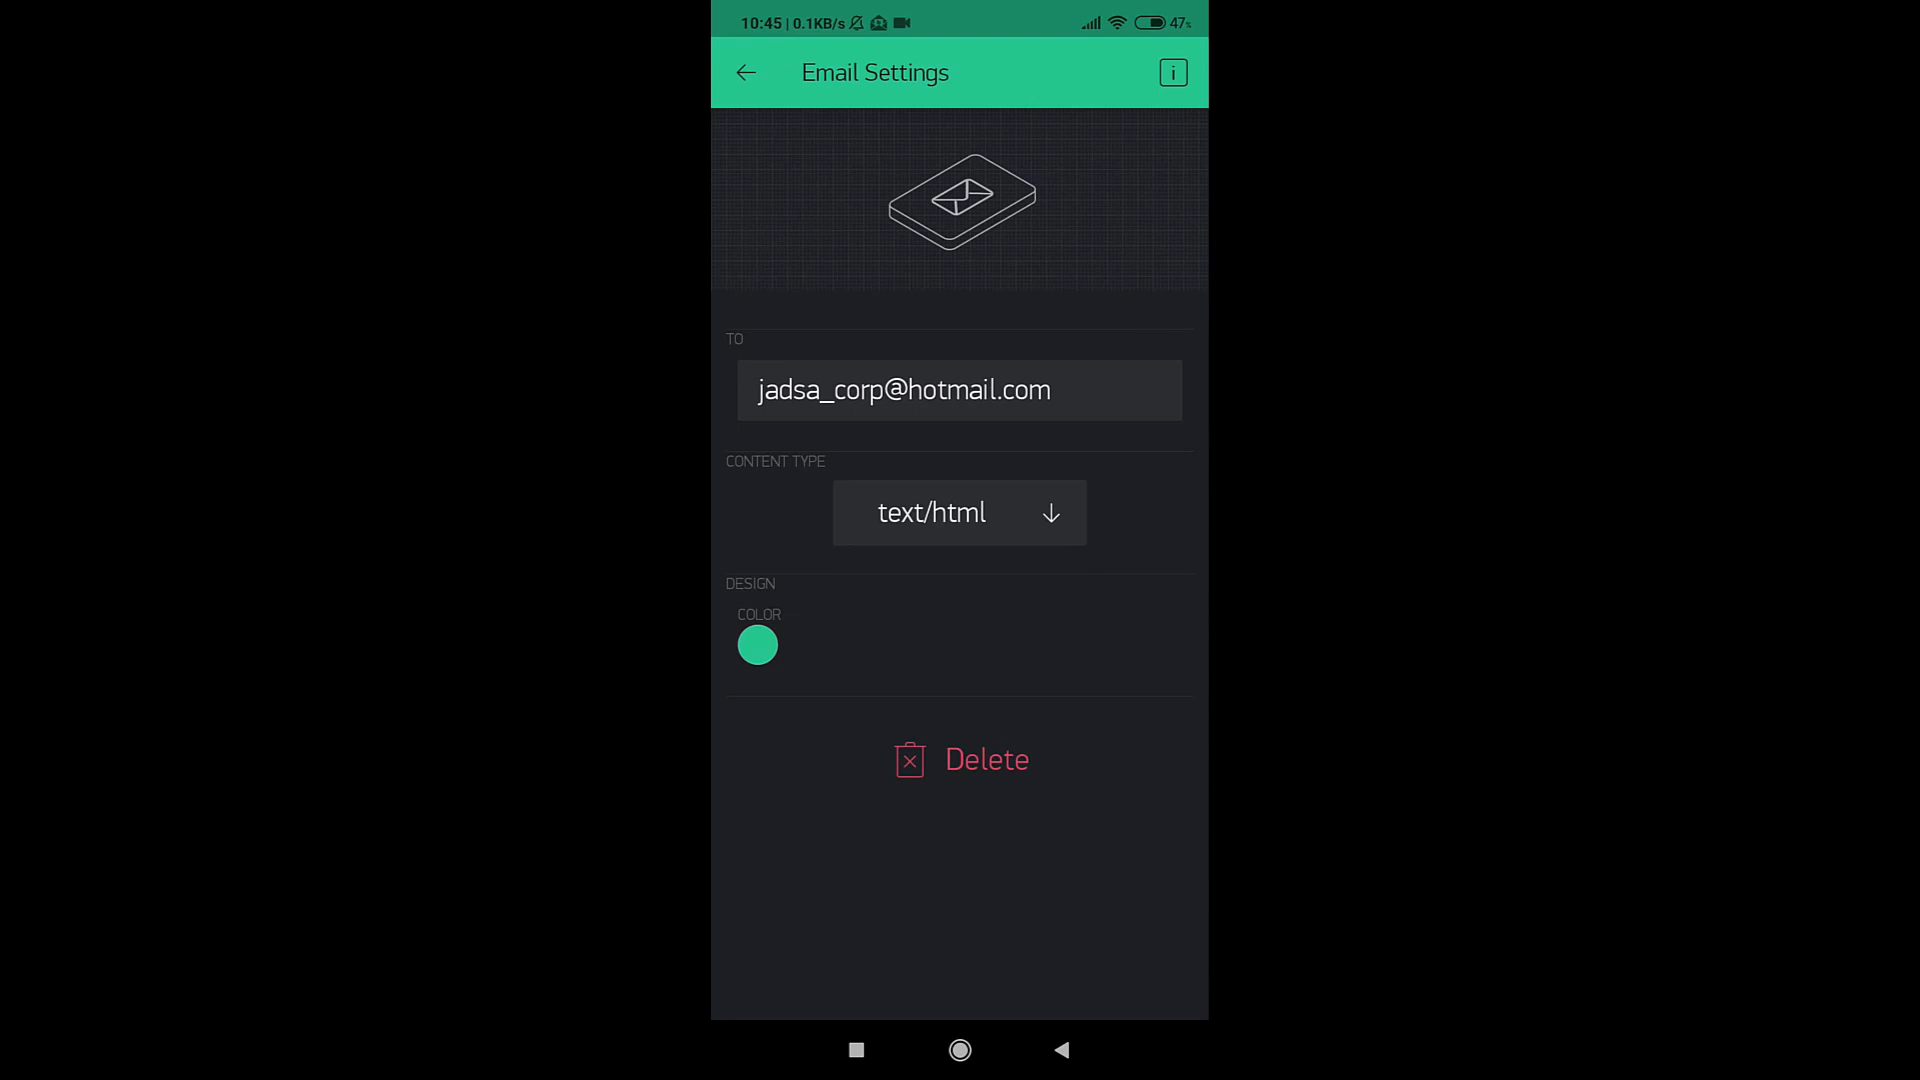 10:45 | 0.1KB/s 47%
Email Settings
i
TO
jadsa_corp@hotmail.com
CONTENT TYPE
text/html
DESIGN
COLOR
Delete